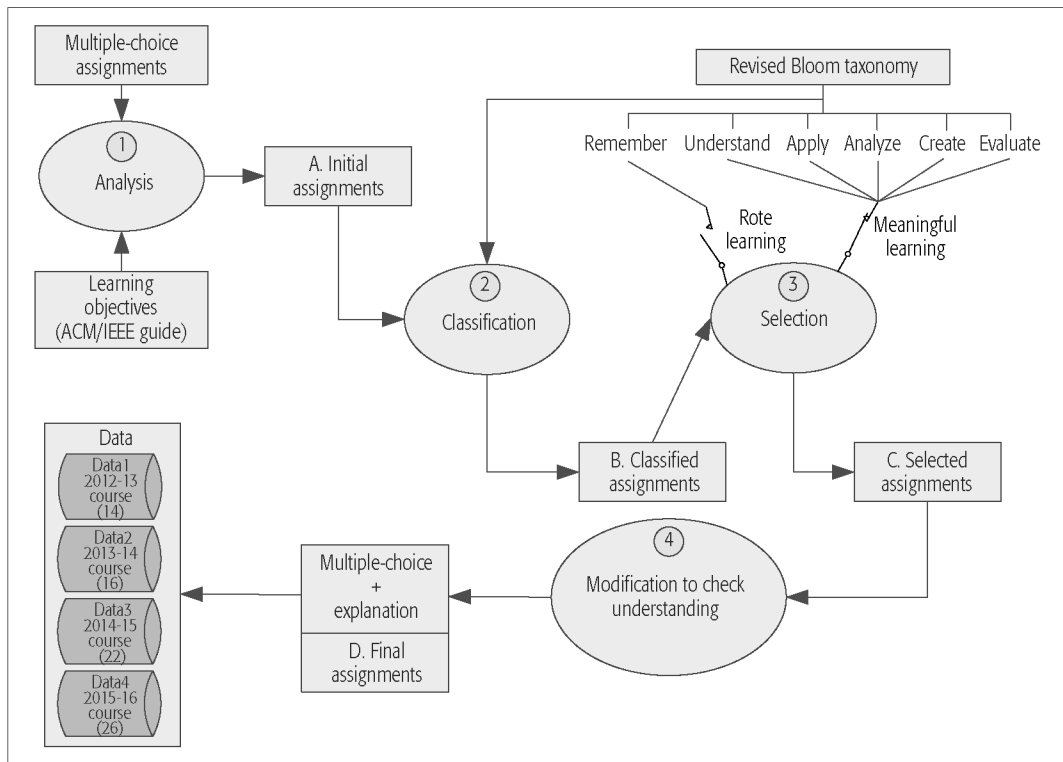 Multiple-choice
assignments
Revised Bloom taxonomy
Remember
Understand
Apply
Analyze
Create
Evaluate
1
Analysis
A. Initial
assignments
Rote
learning
Meaningful
learning
Learning
objectives
(ACM/IEEE guide)
2
Classification
3
Selection
B. Classified
assignments
C. Selected
assignments
4
Modification to check
understanding
Multiple-choice
+
explanation
D. Final
assignments
Data
Data1
2012-13
course
(14)
Data2
2013-14
course
(16)
Data3
2014-15
course
(22)
Data4
2015-16
course
(26)